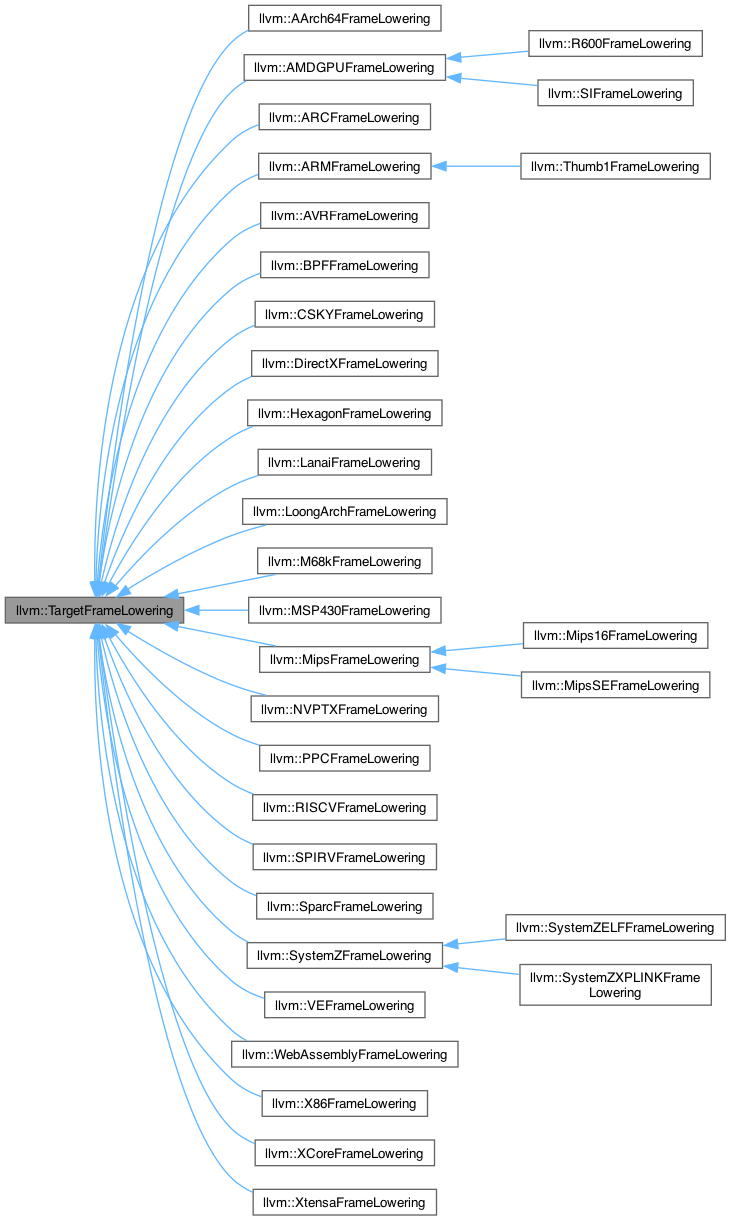 llvm::AArch64FrameLowering
llvm::R600FrameLowering
llvm::AMDGPUFrameLowering
llvm::SIFrameLowering
llvm::ARCFrameLowering
llvm::ARMFrameLowering
llvm::Thumb1FrameLowering
llvm::AVRFrameLowering
llvm::BPFFrameLowering
llvm::CSKYFrameLowering
llvm::DirectXFrameLowering
llvm::HexagonFrameLowering
llvm::LanaiFrameLowering
llvm::LoongArchFrameLowering
llvm::M68kFrameLowering
llvm::TargetFrameLowering
llvm::MSP430FrameLowering
llvm::Mips16FrameLowering
llvm::MipsFrameLowering
llvm::MipsSEFrameLowering
llvm::NVPTXFrameLowering
llvm::PPCFrameLowering
llvm::RISCVFrameLowering
llvm::SPIRVFrameLowering
llvm::SparcFrameLowering
llvm::SystemZELFFrameLowering
llvm::SystemZFrameLowering
llvm::SystemZXPLINKFrame
Lowering
llvm::VEFrameLowering
llvm::WebAssemblyFrameLowering
llvm::X86FrameLowering
llvm::XCoreFrameLowering
llvm::XtensaFrameLowering